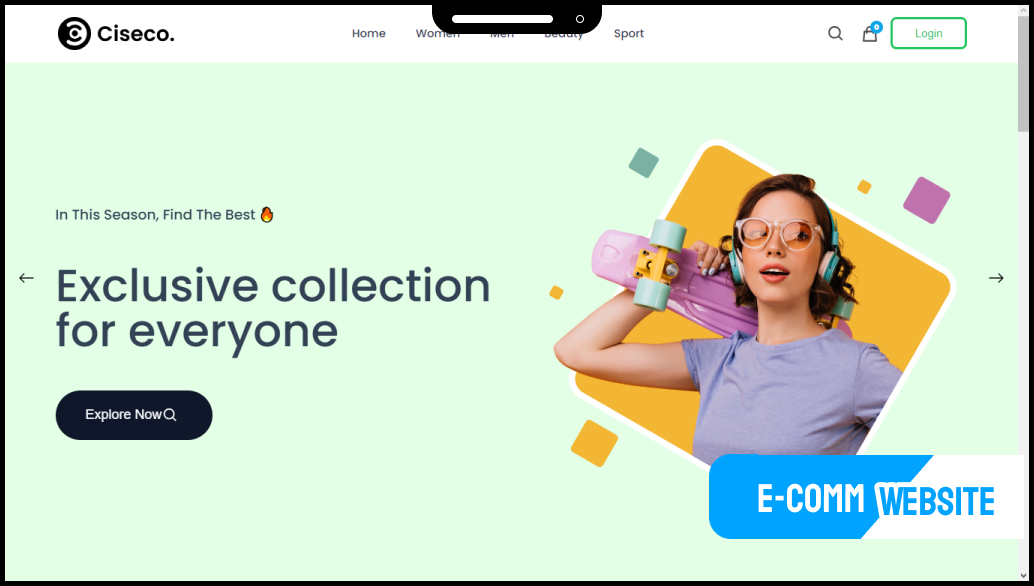 Ciseco.
Home Women Men Beauty Sport
0
Login
In This Season, Find The Best 🔥
Exclusive collection
for everyone
Explore Now
E-COMM WEBSITE